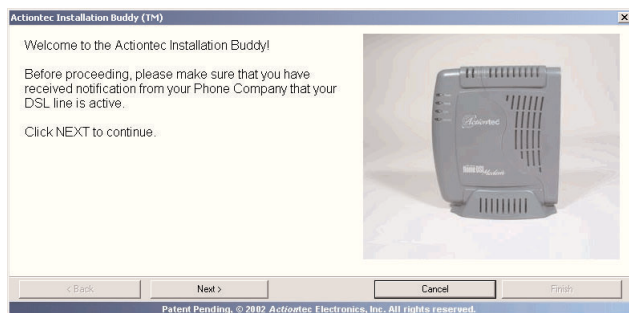 Actiontec Installation Buddy (TM)
Welcome to the Actiontec Installation Buddy!
Before proceeding, please make sure that you have
received notification from your Phone Company that your
DSL line is active.
Click NEXT to continue.
Actiontec
< Back
Next >
Cancel
Finish
Patent Pending, © 2002 Actiontec Electronics, Inc. All rights reserved.